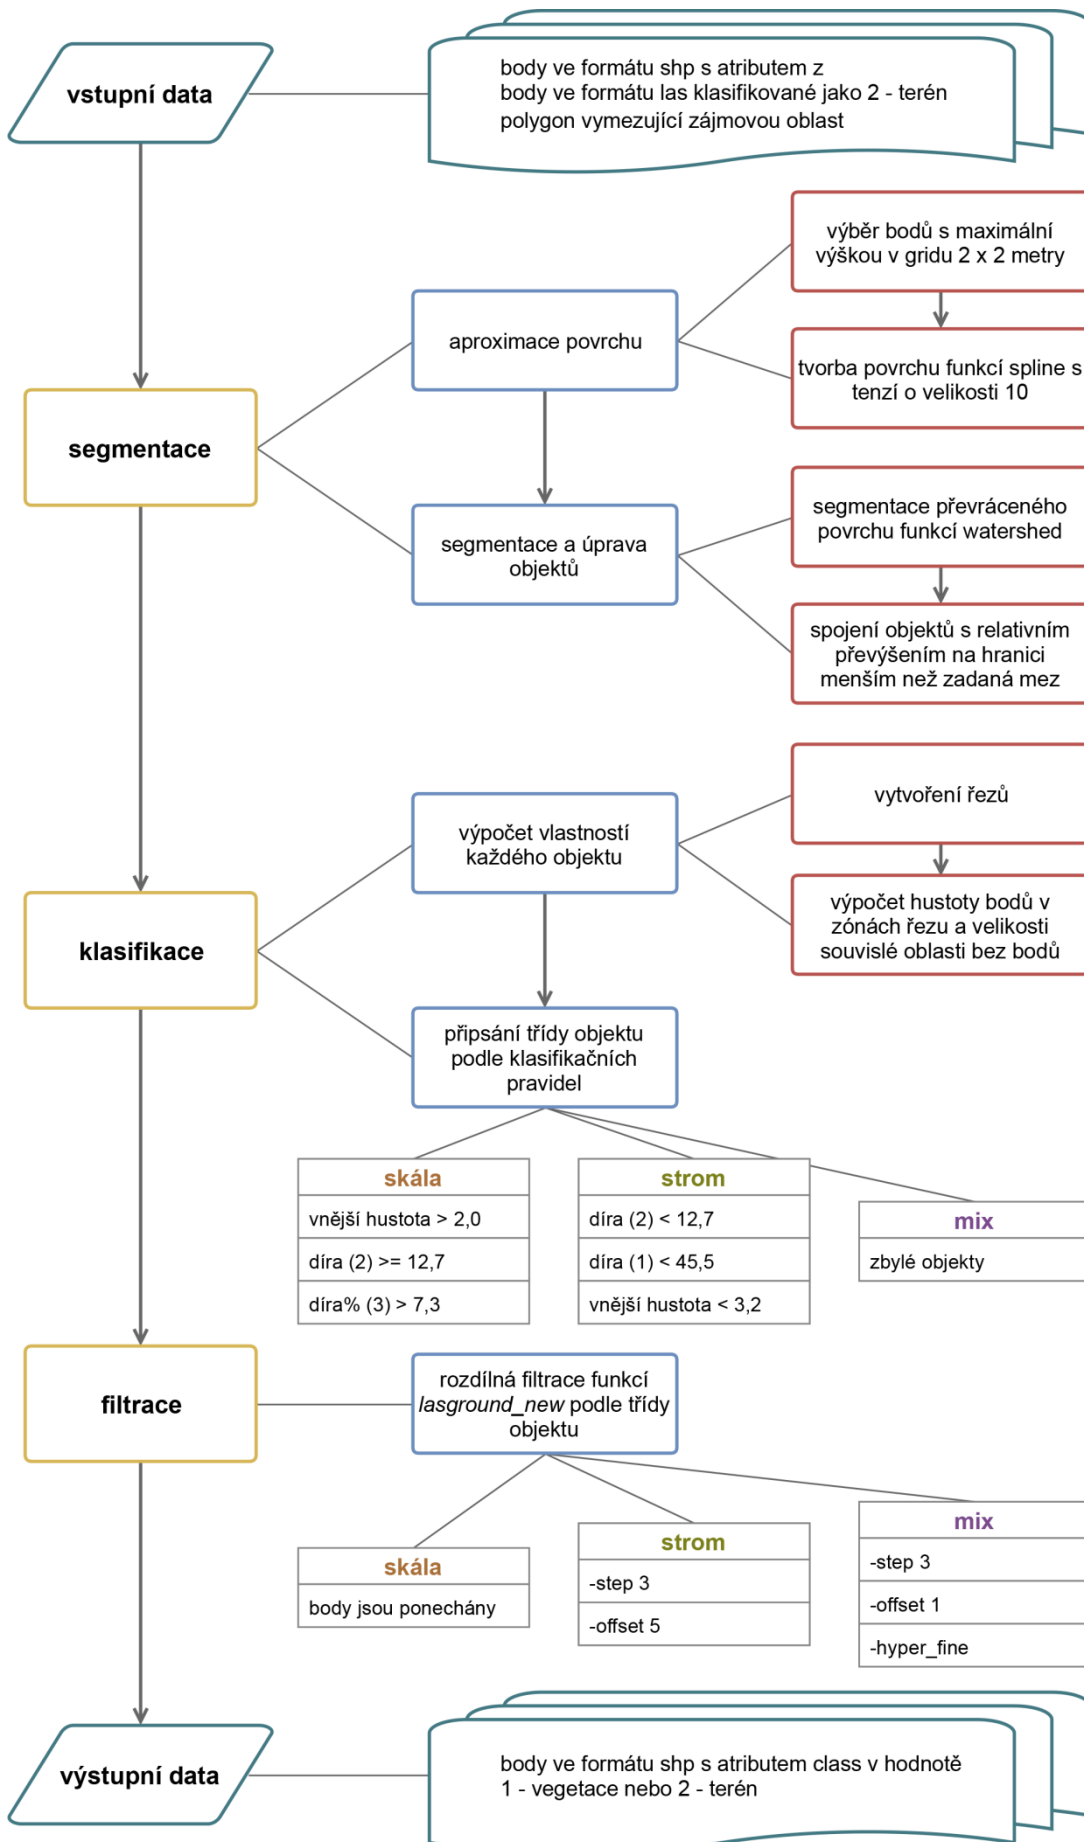 vstupní data
body ve formátu shp s atributem z
body ve formátu las klasifikované jako 2 - terén
polygon vymezující zájmovou oblast
segmentace
aproximace povrchu
výběr bodů s maximální
výškou v gridu 2 x 2 metry
tvorba povrchu funkcí spline s
tenzí o velikosti 10
segmentace a úprava
objektů
segmentace převráceného
povrchu funkcí watershed
spojení objektů s relativním
převýšením na hranici
menším než zadaná mez
klasifikace
výpočet vlastností
každého objektu
vytvoření řezů
výpočet hustoty bodů v
zónách řezu a velikosti
souvislé oblasti bez bodů
připsání třídy objektu
podle klasifikačních
pravidel
skála
vnější hustota > 2,0
díra (2) >= 12,7
díra% (3) > 7,3
strom
díra (2) < 12,7
díra (1) < 45,5
vnější hustota < 3,2
mix
zbylé objekty
filtrace
rozdílná filtrace funkcí
lasground_new podle třídy
objektu
skála
body jsou ponechány
strom
-step 3
-offset 5
mix
-step 3
-offset 1
-hyper_fine
výstupní data
body ve formátu shp s atributem class v hodnotě
1 - vegetace nebo 2 - terén